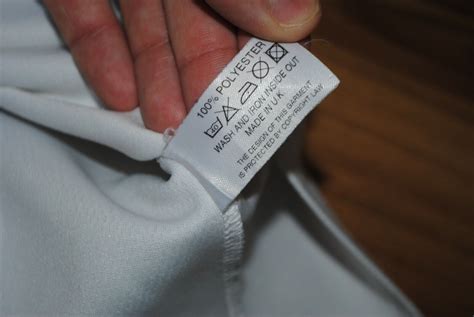 100% POLYESTER
WASH AND IRON INSIDE OUT
MADE IN U.K
THE DESIGN OF THIS GARMENT
IS PROTECTED BY COPYRIGHT LAW